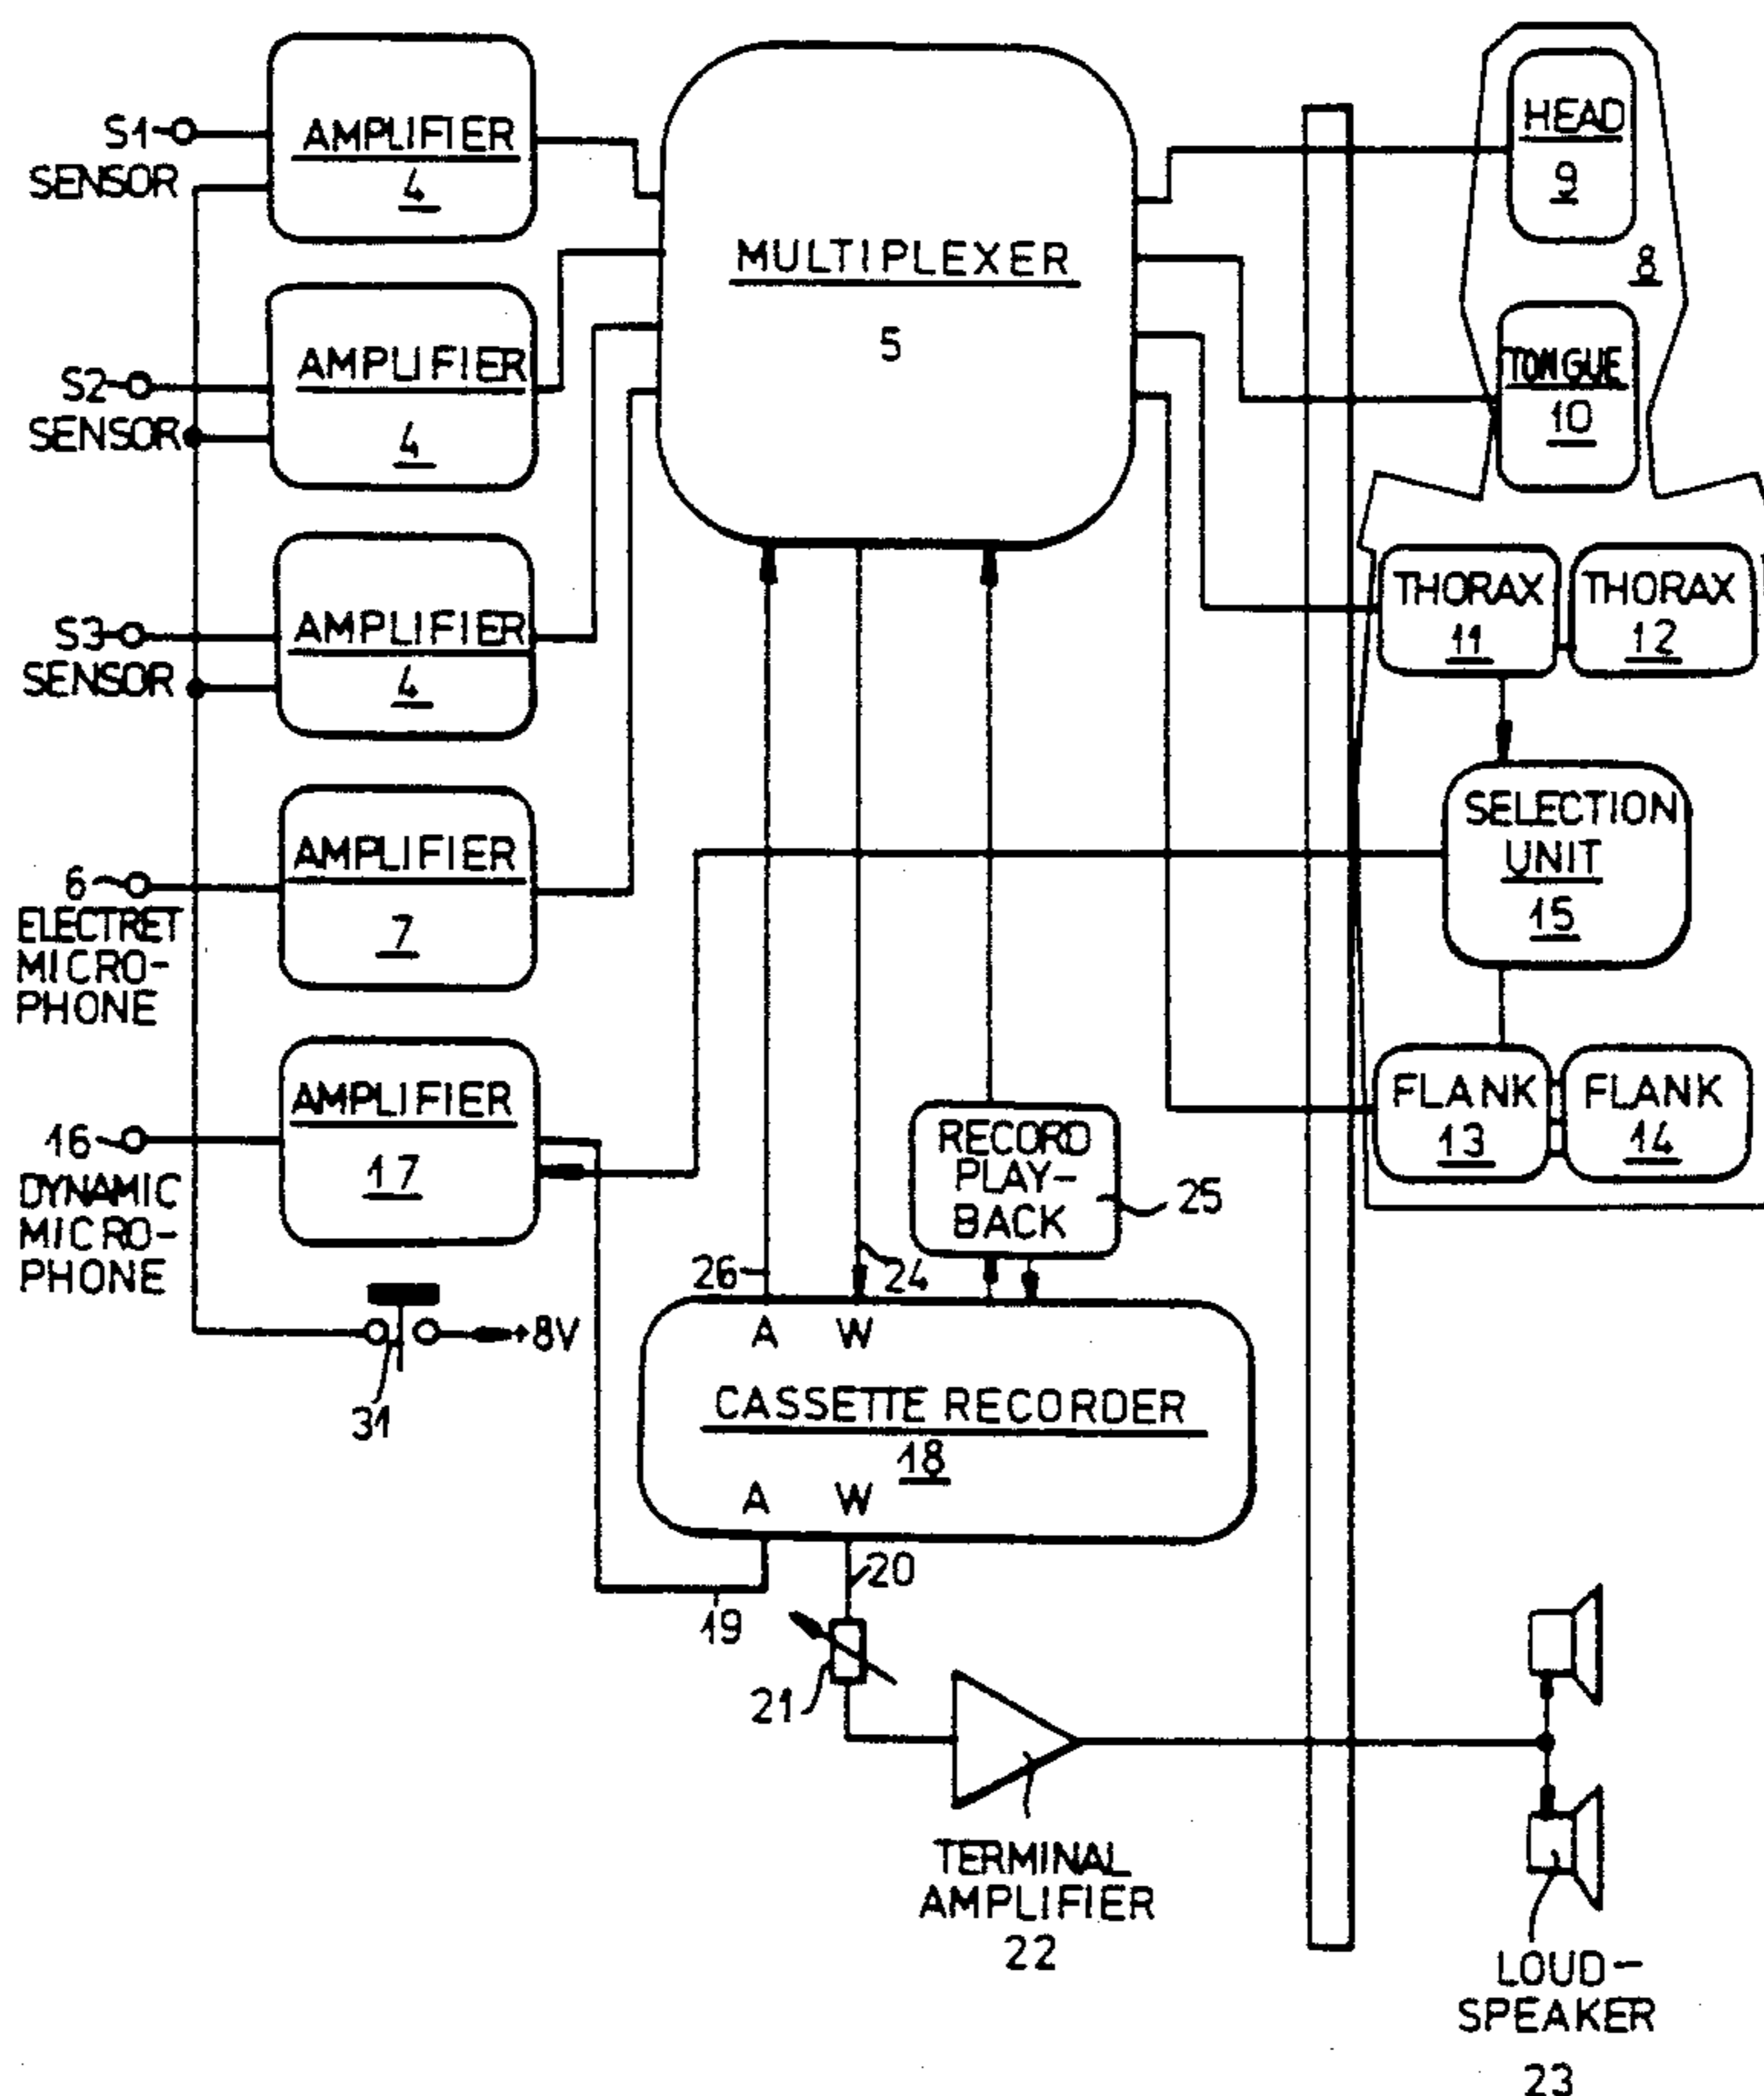 S1
SENSOR
AMPLIFIER
4
S2
SENSOR
AMPLIFIER
4
S3
SENSOR
AMPLIFIER
4
6
ELECTRET
MICRO-
PHONE
AMPLIFIER
7
16
DYNAMIC
MICRO-
PHONE
AMPLIFIER
17
31
+8V
MULTIPLEXER
5
HEAD
9
8
TONGUE
10
THORAX
11
THORAX
12
SELECTION
UNIT
15
FLANK
13
FLANK
14
RECORD
PLAY-
BACK
25
26
24
A W
CASSETTE RECORDER
18
A W
19
20
21
TERMINAL
AMPLIFIER
22
LOUD-
SPEAKER
23